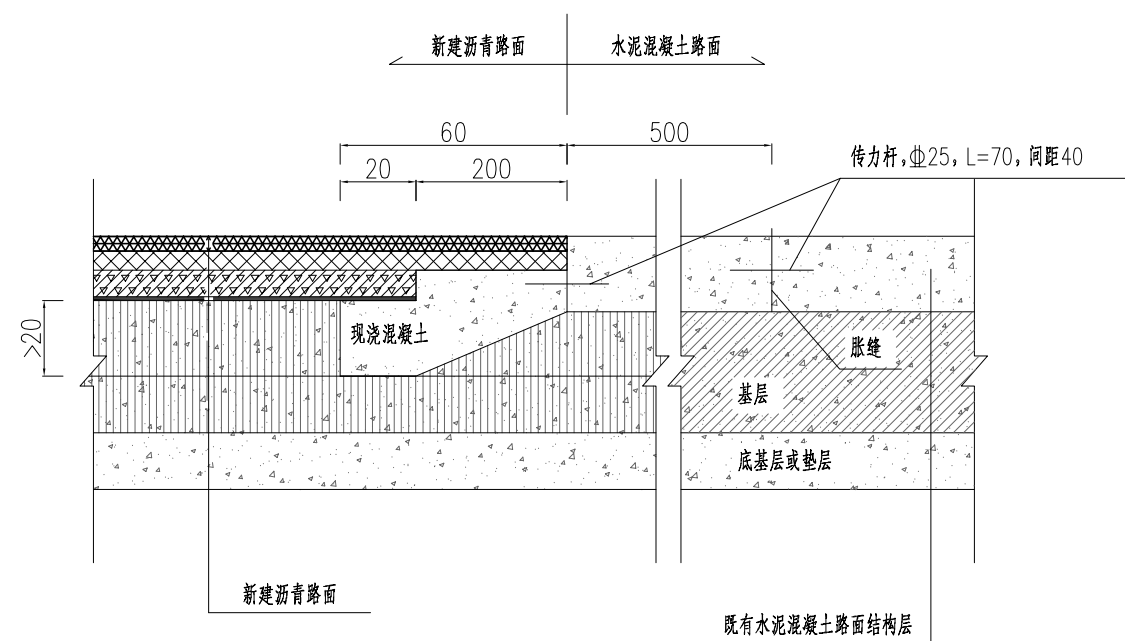 新建沥青路面
水泥混凝土路面
60
500
20
200
传力杆,Φ25, L=70, 间距40
>20
现浇混凝土
胀缝
基层
底基层或垫层
新建沥青路面
既有水泥混凝土路面结构层